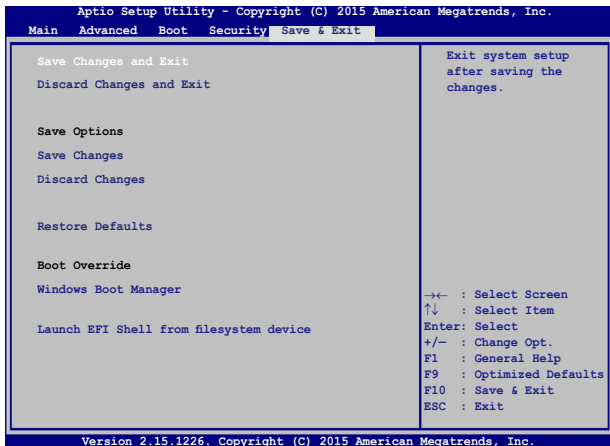 Aptio Setup Utility - Copyright (C) 2015 American Megatrends, Inc.
Main Advanced Boot Security Save & Exit
Save Changes and Exit
Discard Changes and Exit
Save Options
Save Changes
Discard Changes
Restore Defaults
Boot Override
Windows Boot Manager
Launch EFI Shell from filesystem device
Exit system setup
after saving the
changes.
→← : Select Screen
↑↓ : Select Item
Enter: Select
+/— : Change Opt.
F1 : General Help
F9 : Optimized Defaults
F10 : Save & Exit
ESC : Exit
Version 2.15.1226. Copyright (C) 2015 American Megatrends, Inc.